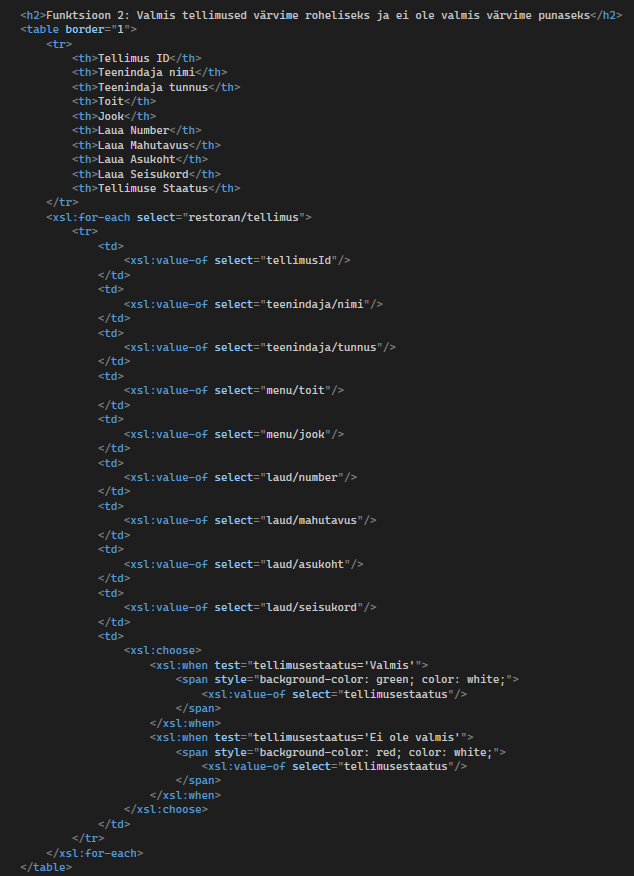 <h2>Funktsioon 2: Valmis tellimused värvime roheliseks ja ei ole valmis värvime punaseks</h2>
<table border="1">
    <tr>
        <th>Tellimus ID</th>
        <th>Teenindaja nimi</th>
        <th>Teenindaja tunnus</th>
        <th>Toit</th>
        <th>Jook</th>
        <th>Laua Number</th>
        <th>Laua Mahutavus</th>
        <th>Laua Asukoht</th>
        <th>Laua Seisukord</th>
        <th>Tellimuse Staatus</th>
    </tr>
    <xsl:for-each select="restoran/tellimus">
        <tr>
            <td>
                <xsl:value-of select="tellimusId"/>
            </td>
            <td>
                <xsl:value-of select="teenindaja/nimi"/>
            </td>
            <td>
                <xsl:value-of select="teenindaja/tunnus"/>
            </td>
            <td>
                <xsl:value-of select="menu/toit"/>
            </td>
            <td>
                <xsl:value-of select="menu/jook"/>
            </td>
            <td>
                <xsl:value-of select="laud/number"/>
            </td>
            <td>
                <xsl:value-of select="laud/mahutavus"/>
            </td>
            <td>
                <xsl:value-of select="laud/asukoht"/>
            </td>
            <td>
                <xsl:value-of select="laud/seisukord"/>
            </td>
            <td>
                <xsl:choose>
                    <xsl:when test="tellimusestaatus='Valmis'">
                        <span style="background-color: green; color: white;">
                            <xsl:value-of select="tellimusestaatus"/>
                        </span>
                    </xsl:when>
                    <xsl:when test="tellimusestaatus='Ei ole valmis'">
                        <span style="background-color: red; color: white;">
                            <xsl:value-of select="tellimusestaatus"/>
                        </span>
                    </xsl:when>
                </xsl:choose>
            </td>
        </tr>
    </xsl:for-each>
</table>